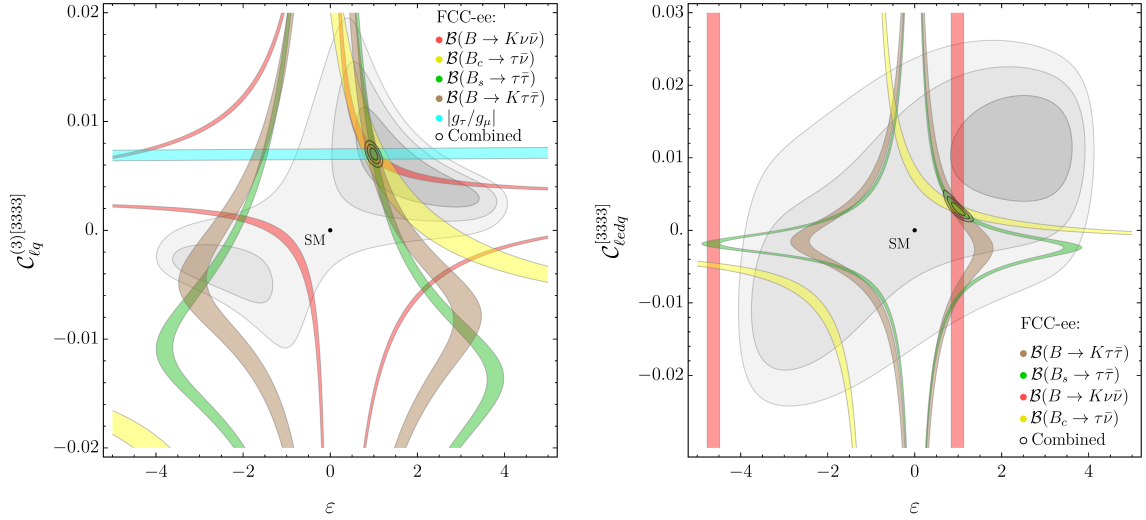 FCC-ee:
ℬ(B → Kνν̄)
ℬ(B_c → τν̄)
ℬ(B_s → ττ̄)
ℬ(B → Kττ̄)
|g_τ/g_μ|
Combined
SM
0.02
0.01
0.
−0.01
−0.02
−4
−2
0
2
4
ε
𝒞_{ℓq}^{(3)[3333]}
FCC-ee:
ℬ(B → Kττ̄)
ℬ(B_s → ττ̄)
ℬ(B → Kνν̄)
ℬ(B_c → τν̄)
Combined
SM
0.03
0.02
0.01
0.
−0.01
−0.02
−4
−2
0
2
4
ε
𝒞_{ℓedq}^{[3333]}